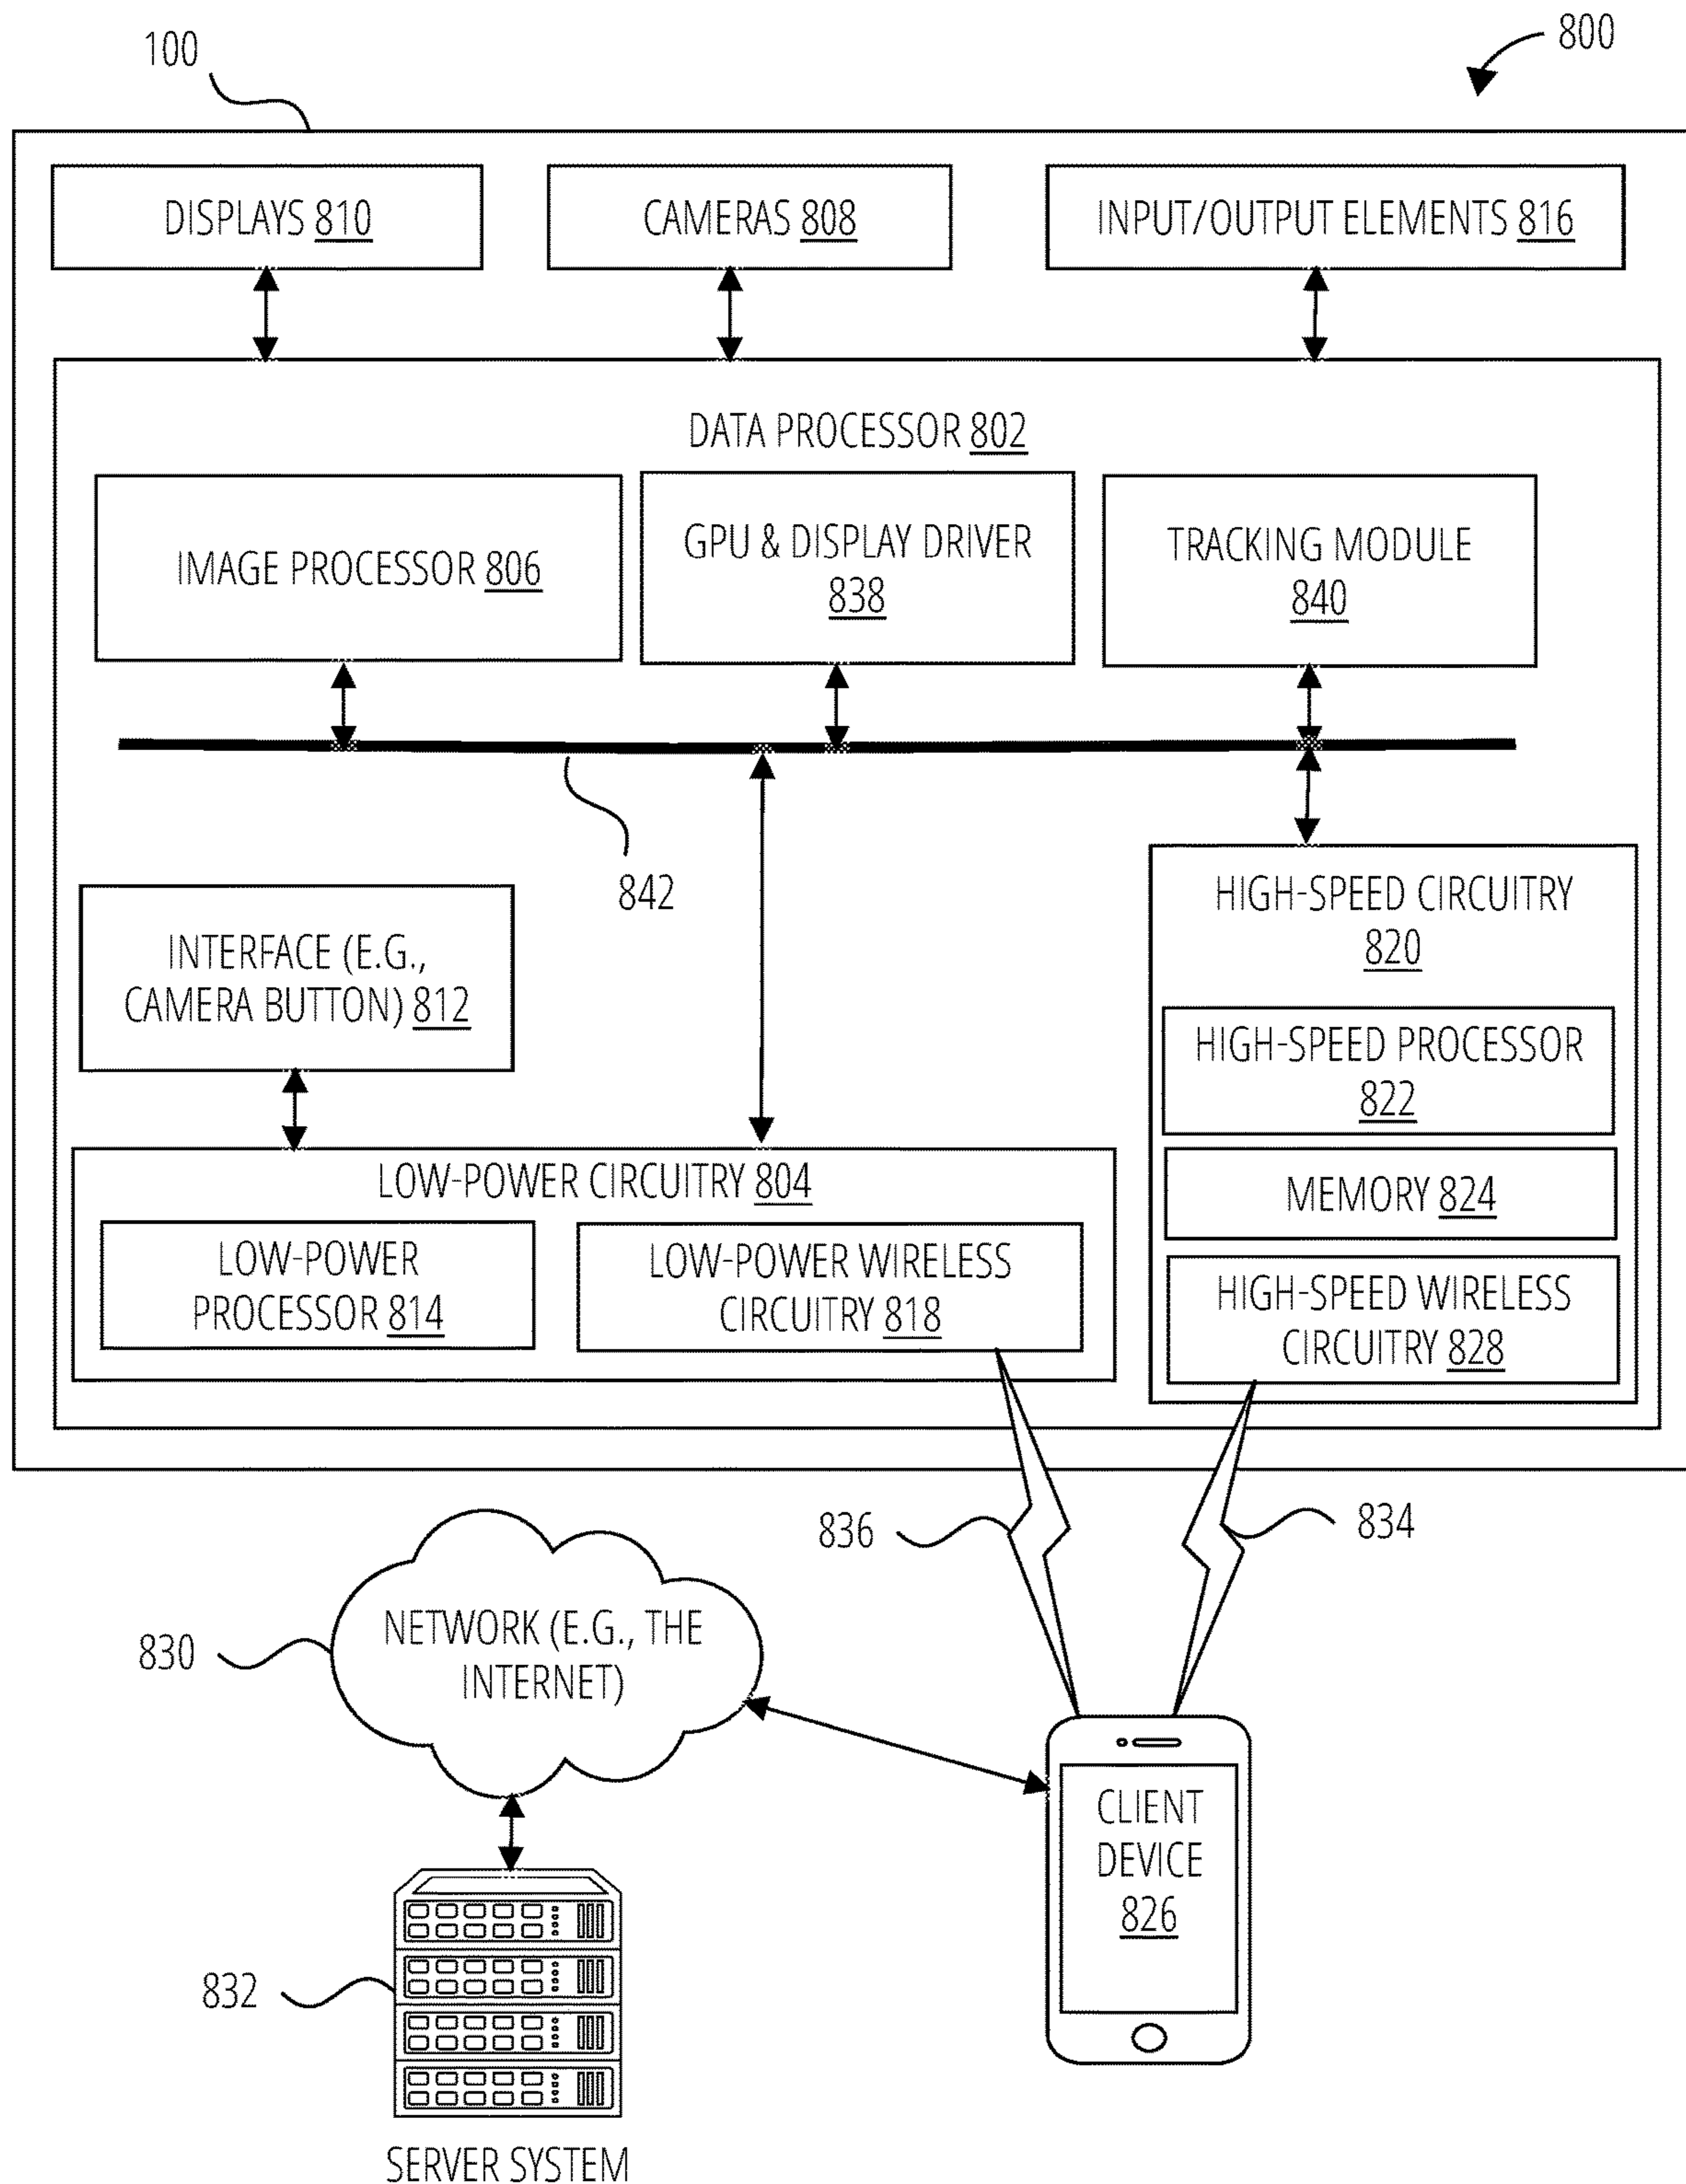 100
800
DISPLAYS 810
CAMERAS 808
INPUT/OUTPUT ELEMENTS 816
DATA PROCESSOR 802
IMAGE PROCESSOR 806
GPU & DISPLAY DRIVER
838
TRACKING MODULE
840
842
INTERFACE (E.G.,
CAMERA BUTTON) 812
HIGH-SPEED CIRCUITRY
820
HIGH-SPEED PROCESSOR
822
MEMORY 824
HIGH-SPEED WIRELESS
CIRCUITRY 828
LOW-POWER CIRCUITRY 804
LOW-POWER
PROCESSOR 814
LOW-POWER WIRELESS
CIRCUITRY 818
836
834
830
NETWORK (E.G., THE
INTERNET)
CLIENT
DEVICE
826
832
SERVER SYSTEM